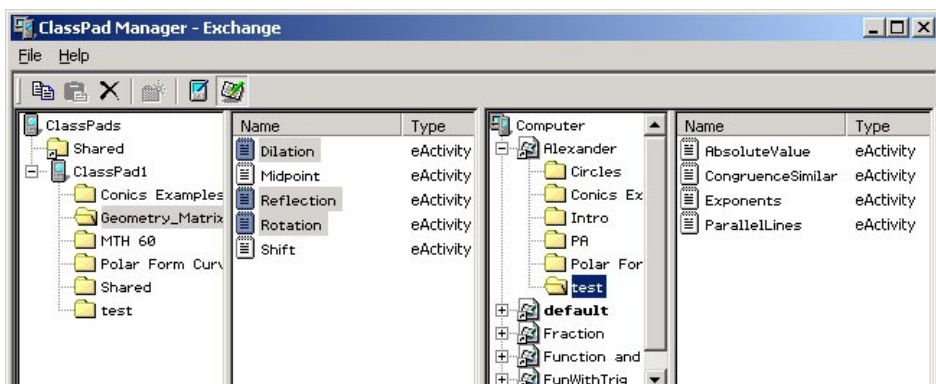 ClassPad Manager - Exchange
File Help
ClassPads
Shared
ClassPad1
Conics Examples
Geometry_Matrix
MTH 60
Polar Form Curv
Shared
test
Name Type
Dilation eActivity
Midpoint eActivity
Reflection eActivity
Rotation eActivity
Shift eActivity
Computer
Alexander
Circles
Conics Ex
Intro
PA
Polar For
test
default
Fraction
Function and
FunWithTrig
Name Type
AbsoluteValue eActivity
CongruenceSimilar eActivity
Exponents eActivity
ParallelLines eActivity